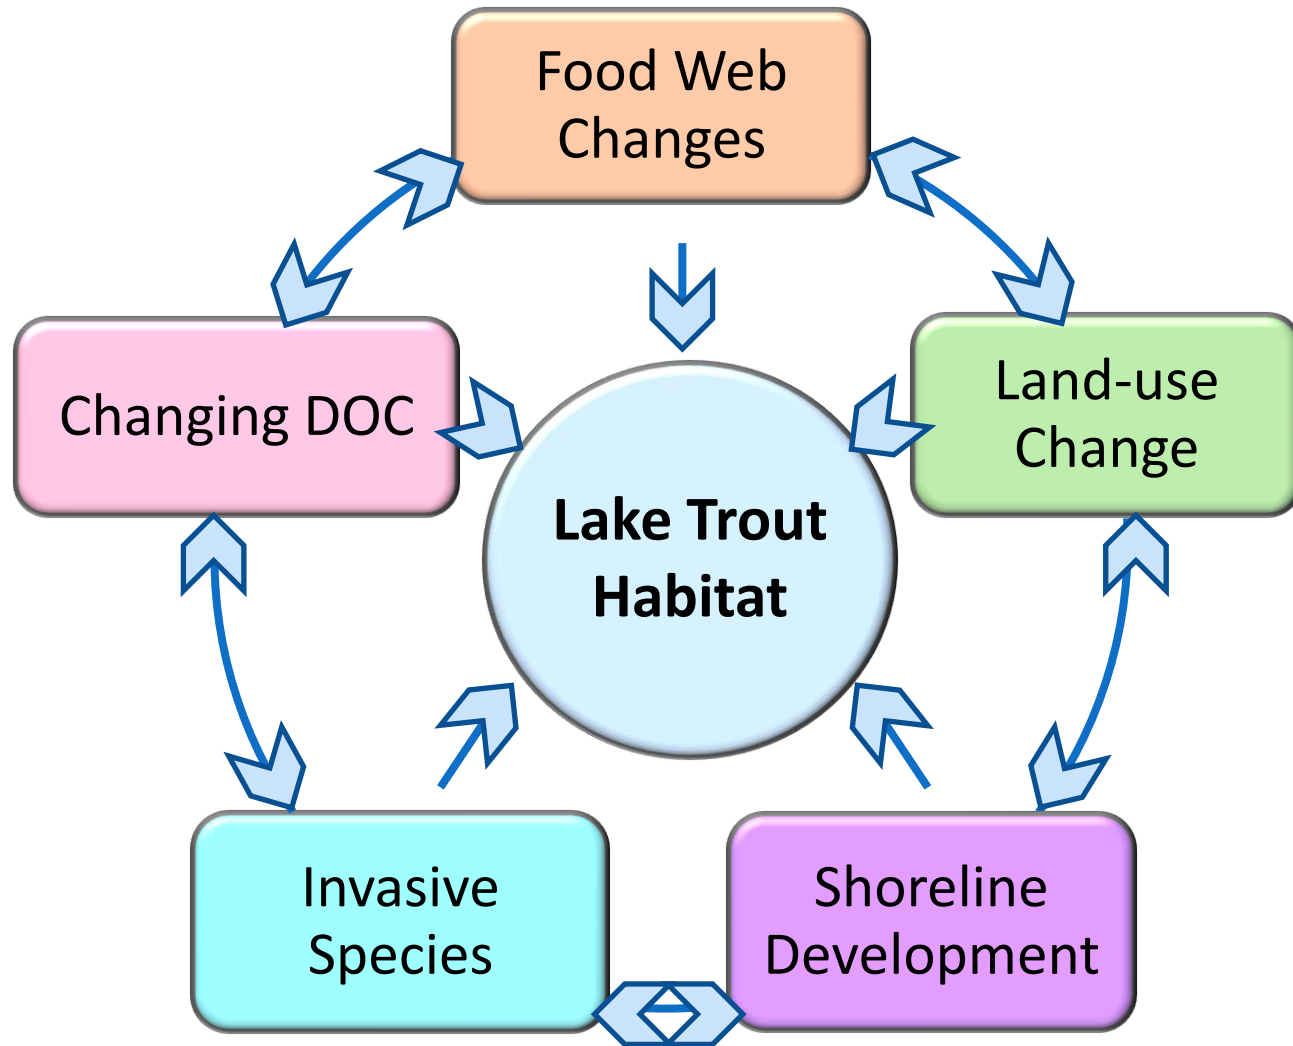 Food Web
Changes
Changing DOC
Land-use
Change
Lake Trout
Habitat
Invasive
Species
Shoreline
Development